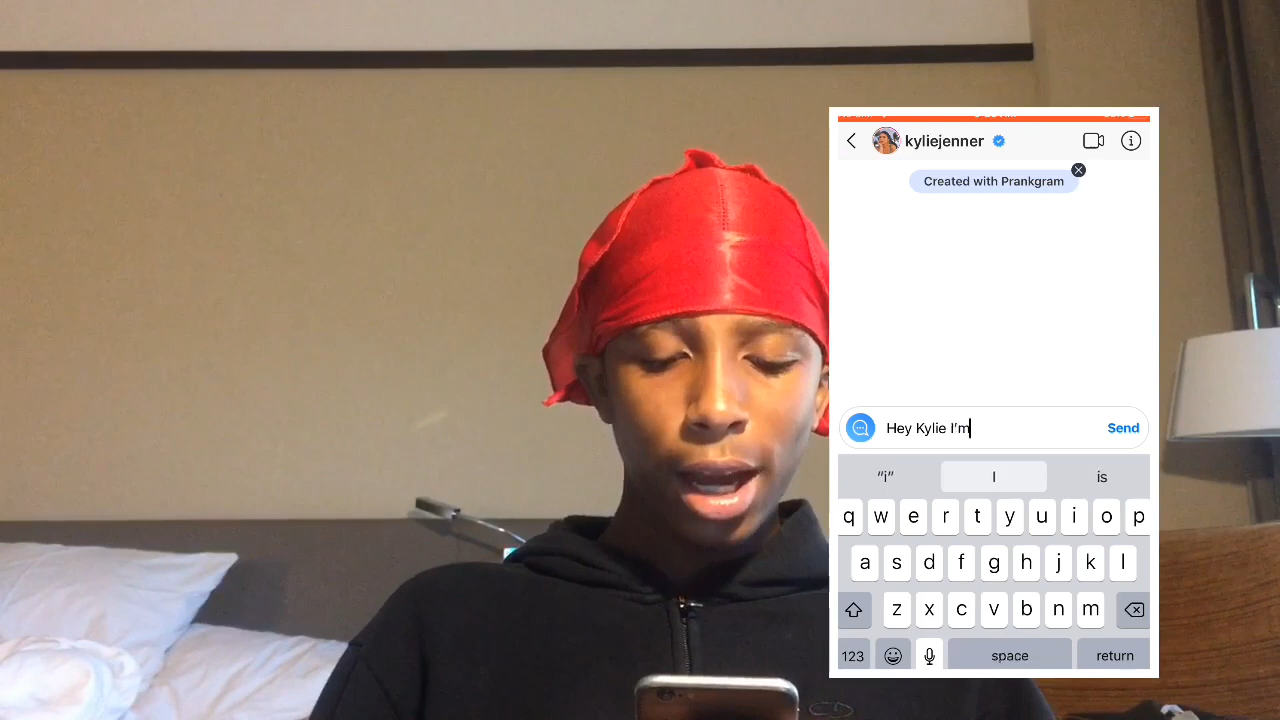 kyliejenner
Created with Prankgram
Hey Kylie I'm
Send
“i”
I
is
q w e r t y u i o p
a s d f g h j k l
z x c v b n m
123
space
return